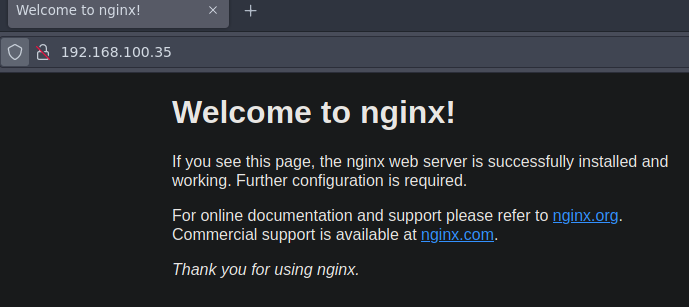 Welcome to nginx!
192.168.100.35
Welcome to nginx!
If you see this page, the nginx web server is successfully installed and
working. Further configuration is required.
For online documentation and support please refer to nginx.org.
Commercial support is available at nginx.com.
Thank you for using nginx.